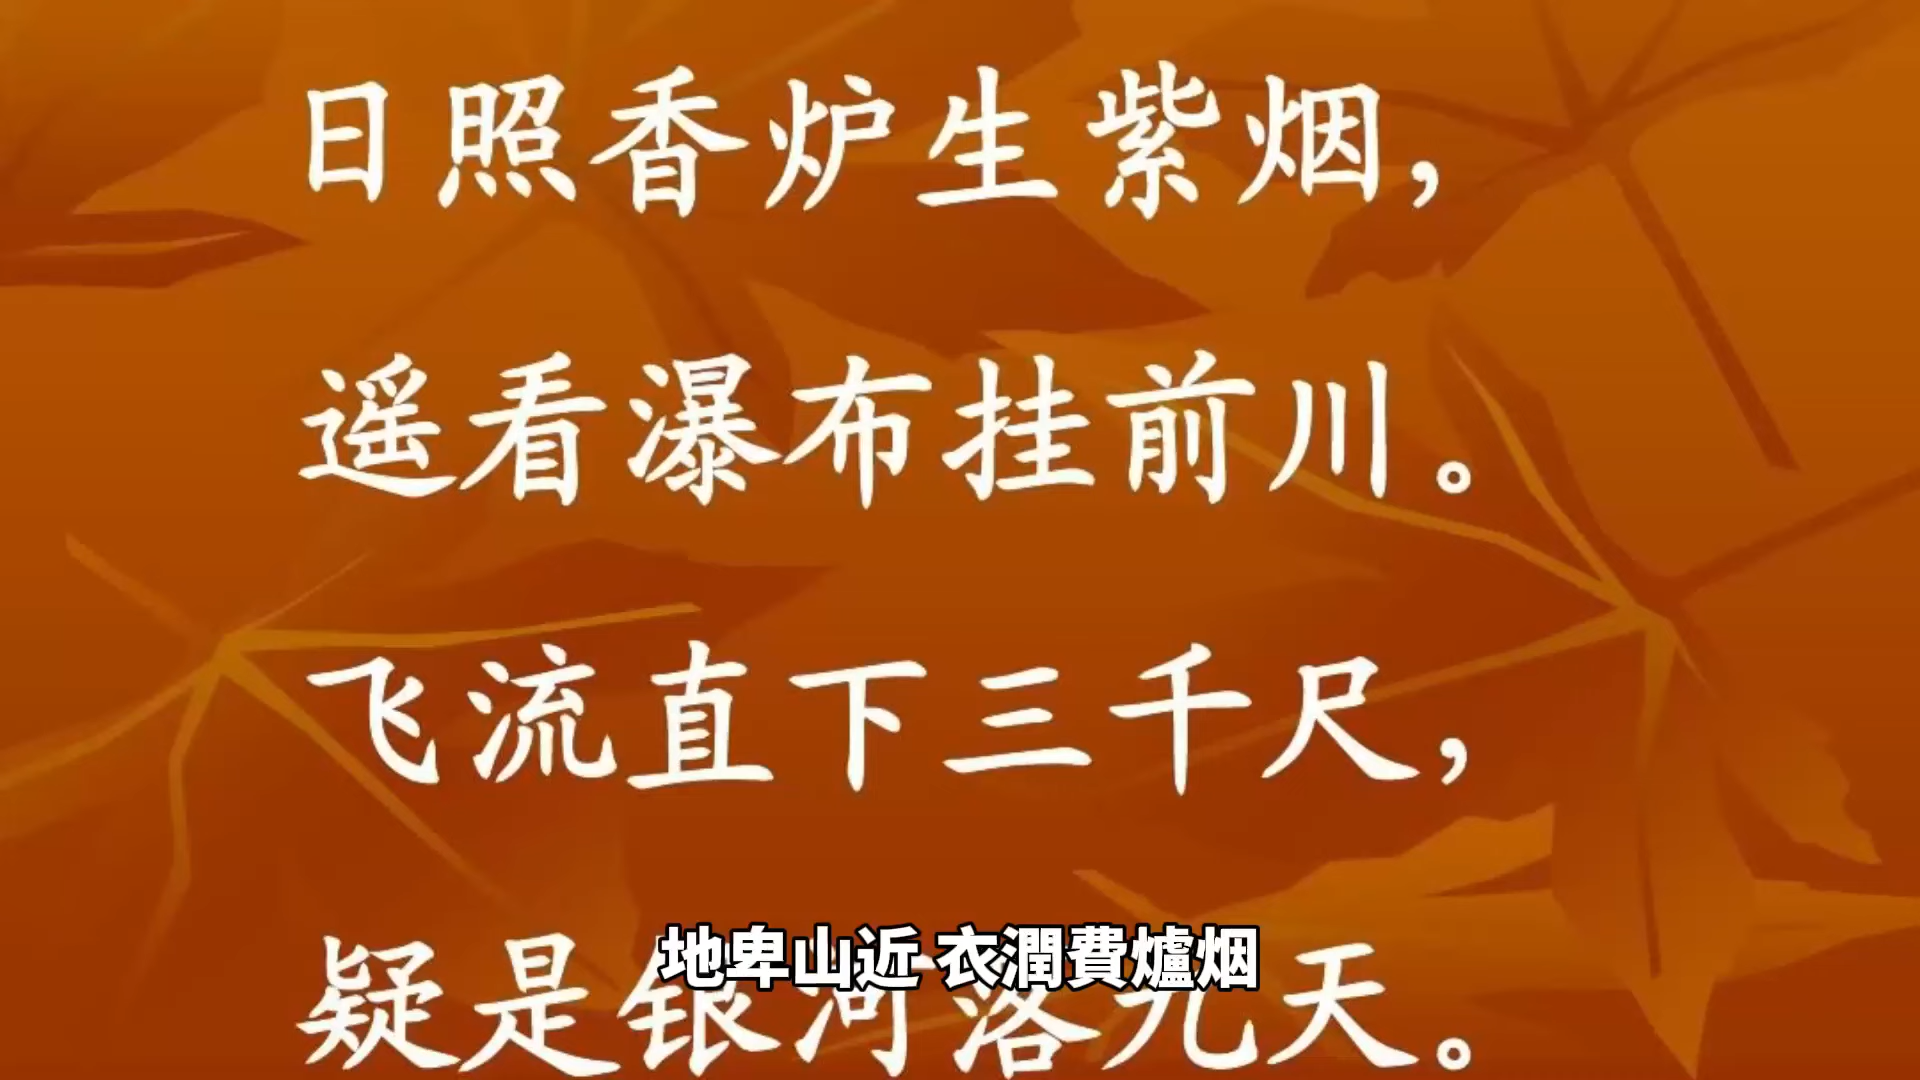 日照香炉生紫烟，
遥看瀑布挂前川。
飞流直下三千尺，
疑是银河落九天。
地卑山近 衣潤費爐烟